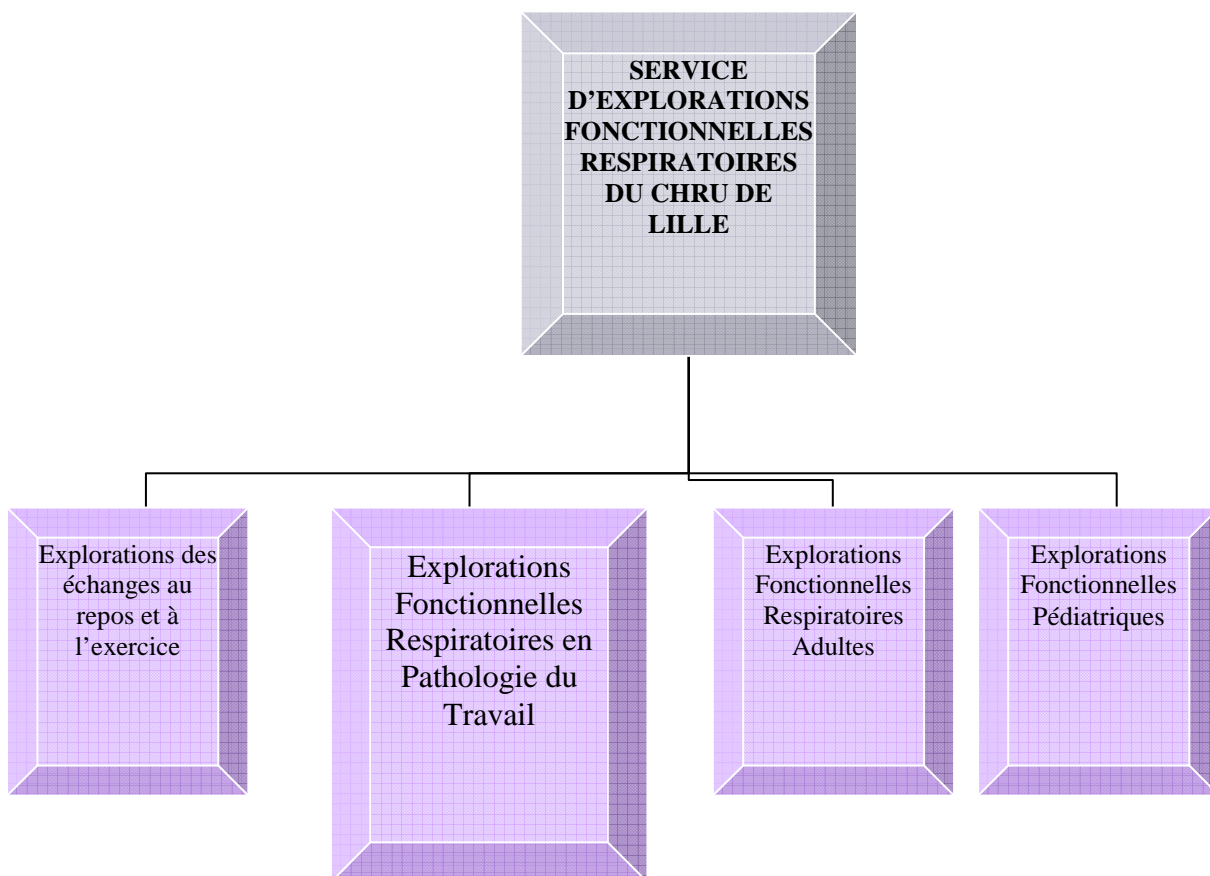 SERVICE
D’EXPLORATIONS
FONCTIONNELLES
RESPIRATOIRES
DU CHRU DE
LILLE
Explorations des
échanges au
repos et à
l’exercice
Explorations
Fonctionnelles
Respiratoires en
Pathologie du
Travail
Explorations
Fonctionnelles
Respiratoires
Adultes
Explorations
Fonctionnelles
Pédiatriques